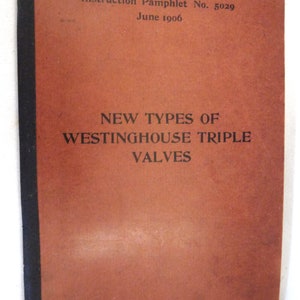 Instruction Pamphlet No. 5029
June 1906
NEW TYPES OF
WESTINGHOUSE TRIPLE
VALVES